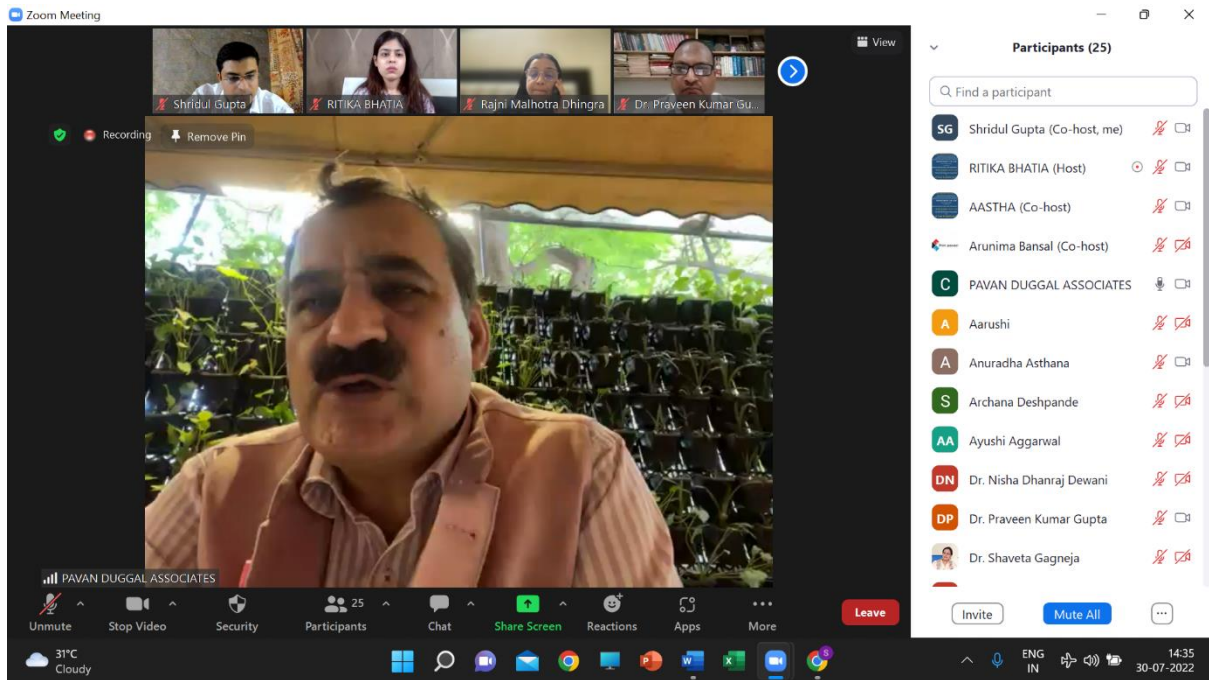 Zoom Meeting
View
Shridul Gupta
RITIKA BHATIA
Rajni Malhotra Dhingra
Dr. Praveen Kumar Gu...
Recording
Remove Pin
PAVAN DUGGAL ASSOCIATES
Unmute
Stop Video
Security
25
Participants
Chat
Share Screen
Reactions
Apps
More
Leave
Participants (25)
Find a participant
SG Shridul Gupta (Co-host, me)
RITIKA BHATIA (Host)
AASTHA (Co-host)
Arunima Bansal (Co-host)
C PAVAN DUGGAL ASSOCIATES
A Aarushi
A Anuradha Asthana
S Archana Deshpande
AA Ayushi Aggarwal
DN Dr. Nisha Dhanraj Dewani
DP Dr. Praveen Kumar Gupta
Dr. Shaveta Gagneja
Invite
Mute All
31°C
Cloudy
ENG
IN
14:35
30-07-2022